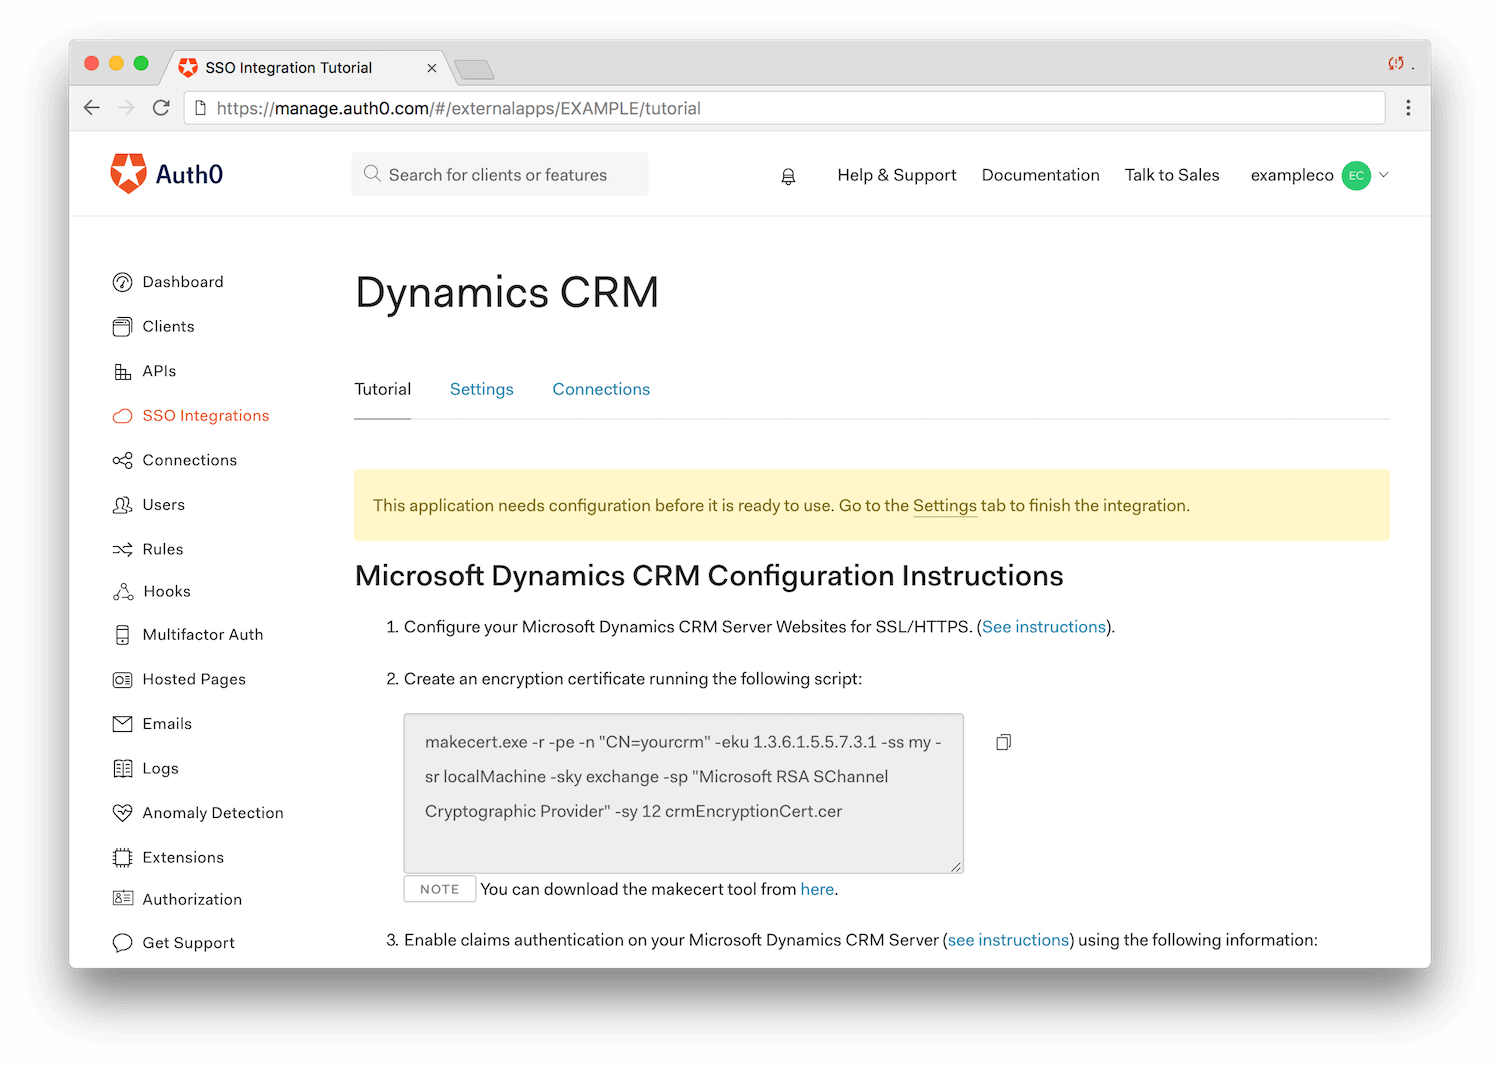 SSO Integration Tutorial
https://manage.auth0.com/#/externalapps/EXAMPLE/tutorial
Auth0
Search for clients or features
Help & Support
Documentation
Talk to Sales
exampleco
EC
Dashboard
Clients
APIs
SSO Integrations
Connections
Users
Rules
Hooks
Multifactor Auth
Hosted Pages
Emails
Logs
Anomaly Detection
Extensions
Authorization
Get Support
Dynamics CRM
Tutorial
Settings
Connections
This application needs configuration before it is ready to use. Go to the Settings tab to finish the integration.
Microsoft Dynamics CRM Configuration Instructions
1. Configure your Microsoft Dynamics CRM Server Websites for SSL/HTTPS. (See instructions).
2. Create an encryption certificate running the following script:
makecert.exe -r -pe -n "CN=yourcrm" -eku 1.3.6.1.5.5.7.3.1 -ss my -
sr localMachine -sky exchange -sp "Microsoft RSA SChannel
Cryptographic Provider" -sy 12 crmEncryptionCert.cer
NOTE You can download the makecert tool from here.
3. Enable claims authentication on your Microsoft Dynamics CRM Server (see instructions) using the following information: